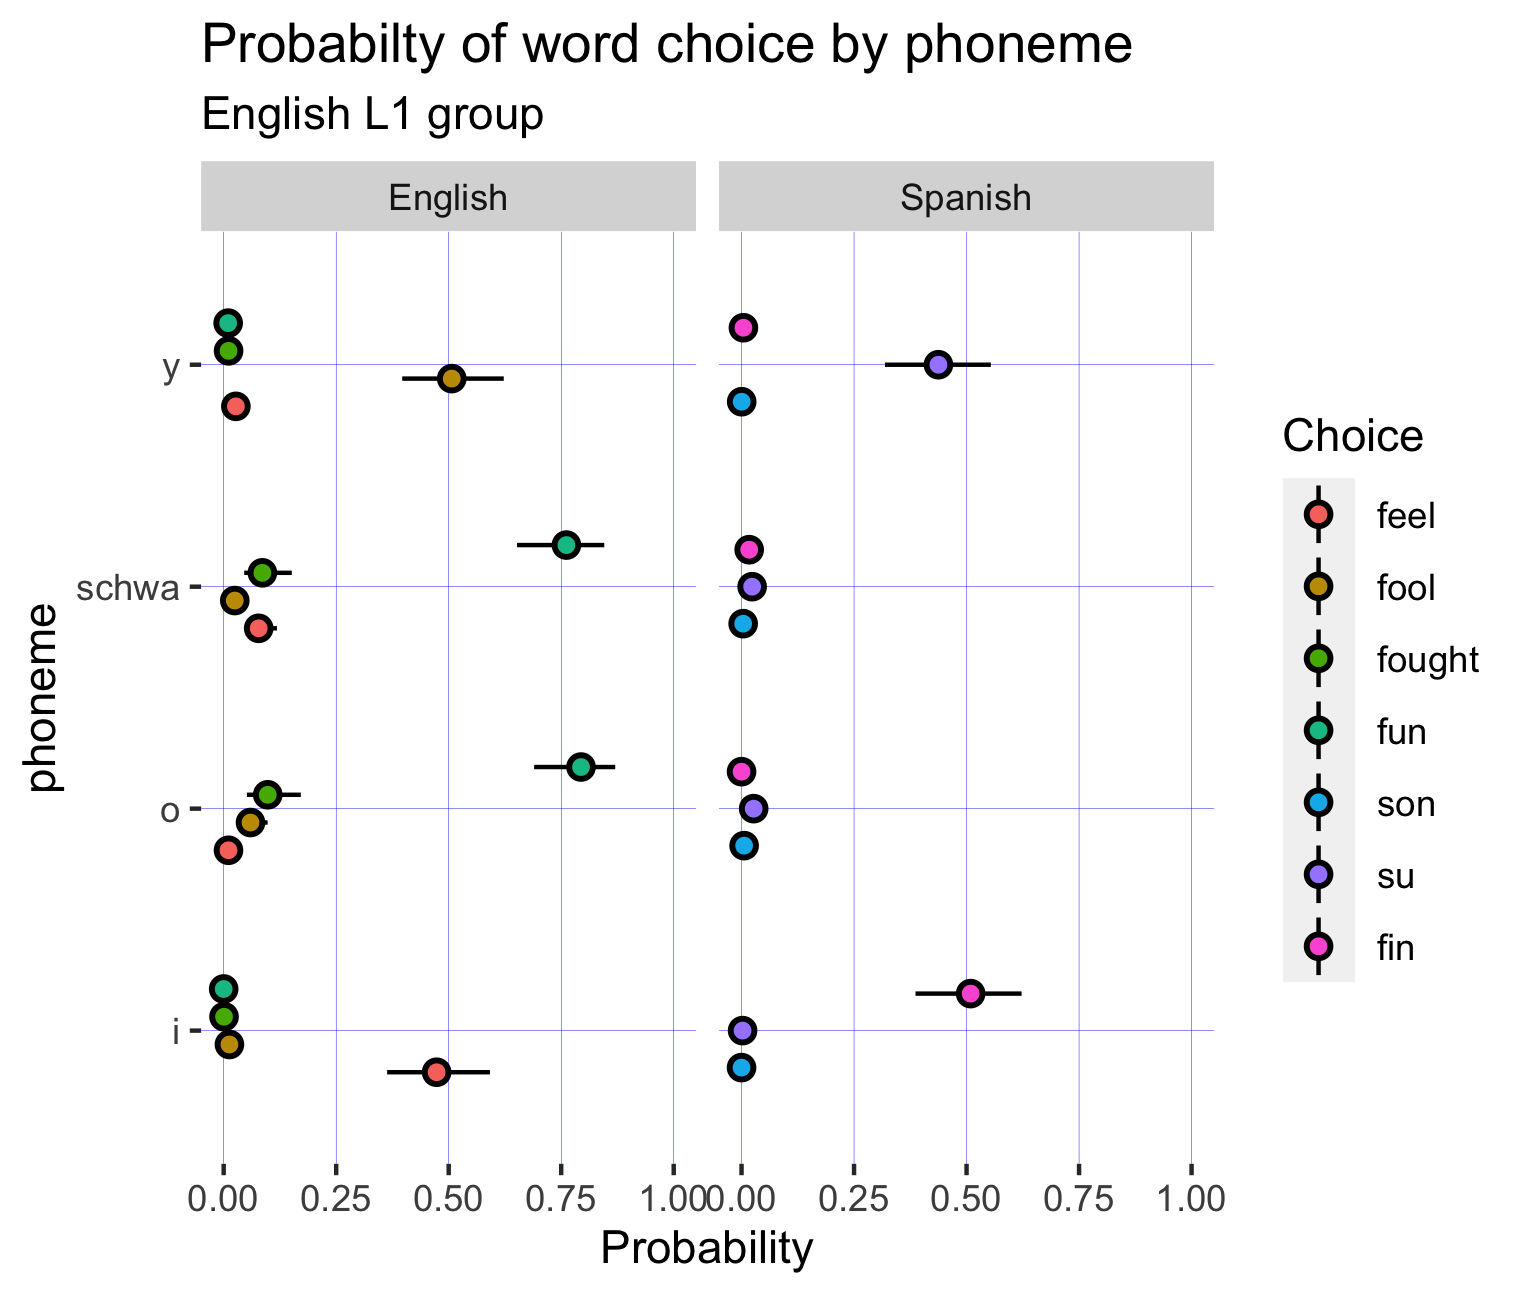 Probabilty of word choice by phoneme
English L1 group
English
Spanish
y
schwa
o
i
phoneme
0.00 0.25 0.50 0.75 1.00
0.00 0.25 0.50 0.75 1.00
Probability
Choice
feel
fool
fought
fun
son
su
fin